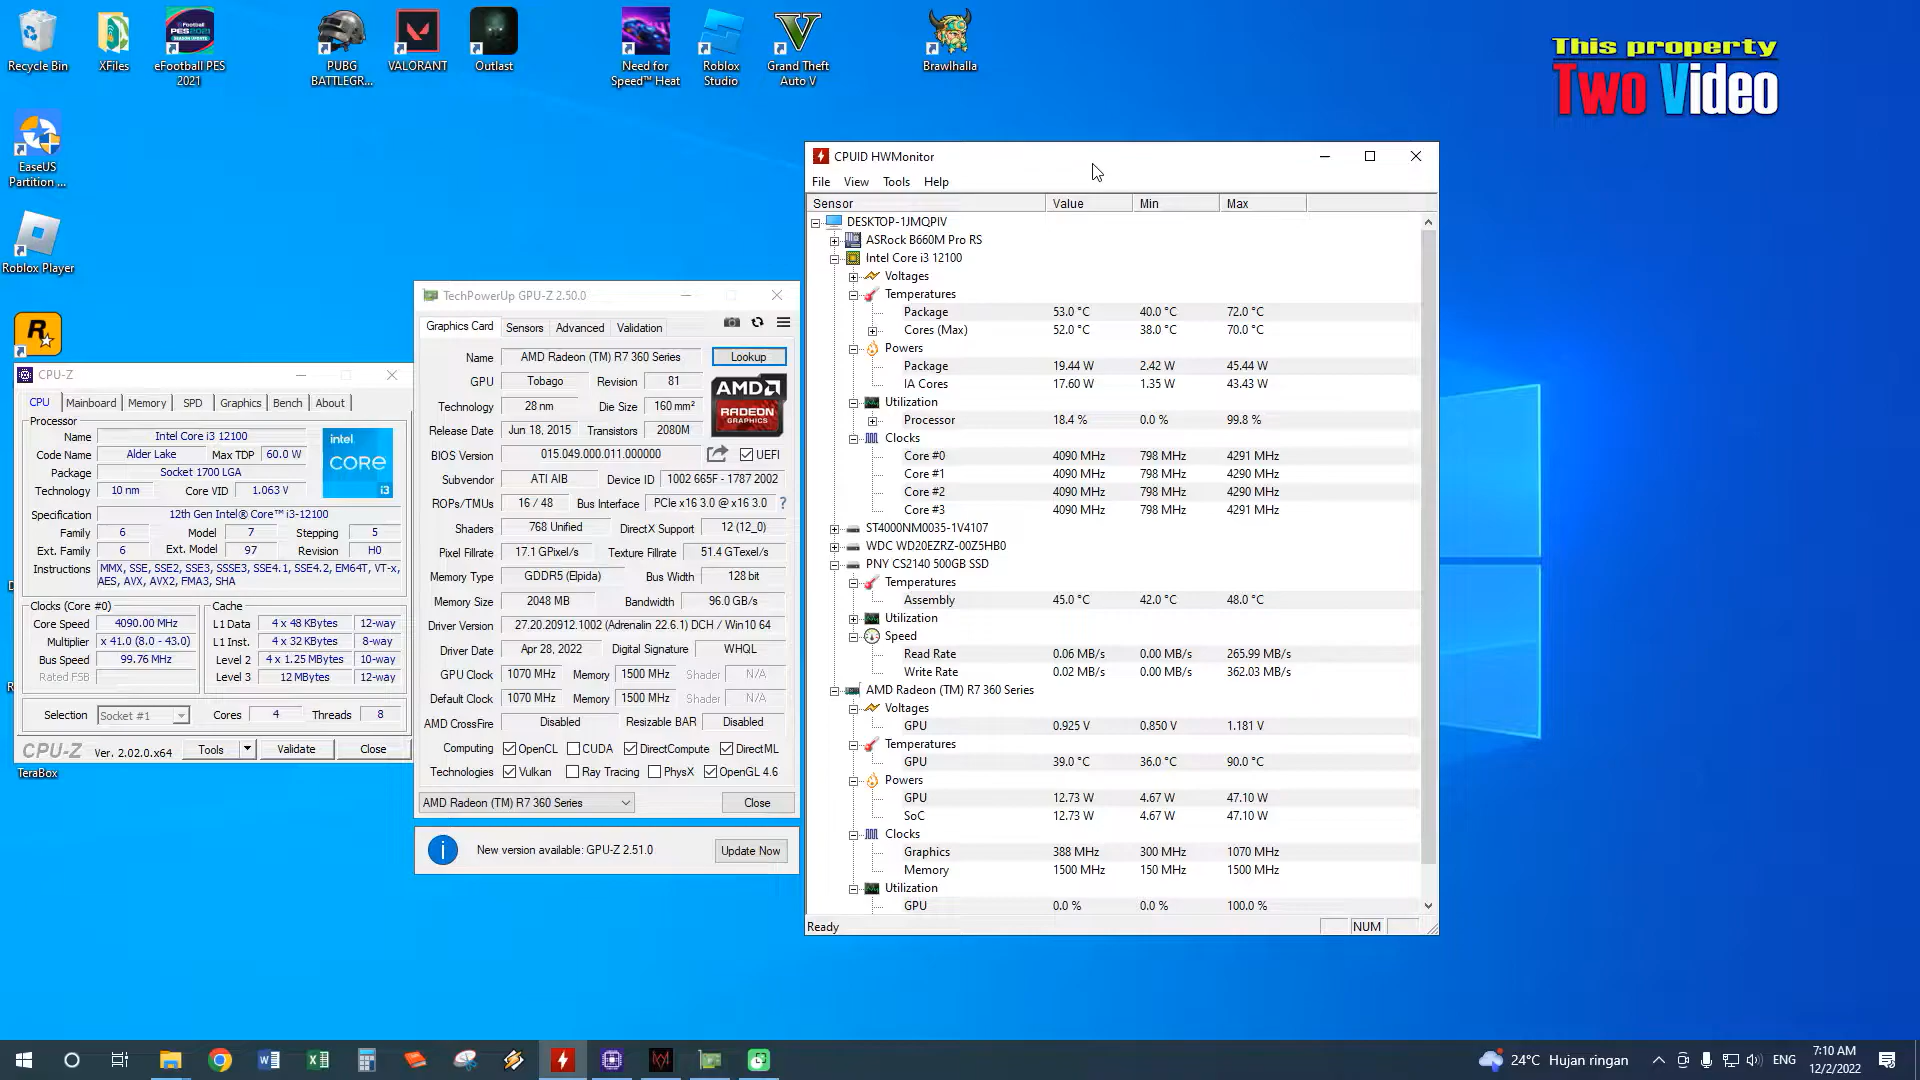 Recycle Bin
XFiles
eFootball PES
2021
PUBG
BATTLEGR...
VALORANT
Outlast
Need for
Speed™ Heat
Roblox
Studio
Grand Theft
Auto V
Brawlhalla
This property
Two Video
EaseUS
Partition ...
Roblox Player
TeraBox
CPU-Z
CPU Mainboard Memory SPD Graphics Bench About
Processor
Name Intel Core i3 12100
Code Name Alder Lake Max TDP 60.0 W
Package Socket 1700 LGA
Technology 10 nm Core VID 1.063 V
intel
CORE
i3
Specification 12th Gen Intel® Core™ i3-12100
Family 6 Model 7 Stepping 5
Ext. Family 6 Ext. Model 97 Revision H0
Instructions MMX, SSE, SSE2, SSE3, SSSE3, SSE4.1, SSE4.2, EM64T, VT-x,
AES, AVX, AVX2, FMA3, SHA
Clocks (Core #0)
Core Speed 4090.00 MHz
Multiplier x 41.0 (8.0 - 43.0)
Bus Speed 99.76 MHz
Rated FSB
Cache
L1 Data 4 x 48 KBytes 12-way
L1 Inst. 4 x 32 KBytes 8-way
Level 2 4 x 1.25 MBytes 10-way
Level 3 12 MBytes 12-way
Selection Socket #1 Cores 4 Threads 8
CPU-Z Ver. 2.02.0.x64 Tools Validate Close
TechPowerUp GPU-Z 2.50.0
Graphics Card Sensors Advanced Validation
Name AMD Radeon (TM) R7 360 Series Lookup
GPU Tobago Revision 81
Technology 28 nm Die Size 160 mm²
Release Date Jun 18, 2015 Transistors 2080M
AMD
RADEON
GRAPHICS
BIOS Version 015.049.000.011.000000 UEFI
Subvendor ATI AIB Device ID 1002 665F - 1787 2002
ROPs/TMUs 16 / 48 Bus Interface PCIe x16 3.0 @ x16 3.0 ?
Shaders 768 Unified DirectX Support 12 (12_0)
Pixel Fillrate 17.1 GPixel/s Texture Fillrate 51.4 GTexel/s
Memory Type GDDR5 (Elpida) Bus Width 128 bit
Memory Size 2048 MB Bandwidth 96.0 GB/s
Driver Version 27.20.20912.1002 (Adrenalin 22.6.1) DCH / Win10 64
Driver Date Apr 28, 2022 Digital Signature WHQL
GPU Clock 1070 MHz Memory 1500 MHz Shader N/A
Default Clock 1070 MHz Memory 1500 MHz Shader N/A
AMD CrossFire Disabled Resizable BAR Disabled
Computing OpenCL CUDA DirectCompute DirectML
Technologies Vulkan Ray Tracing PhysX OpenGL 4.6
AMD Radeon (TM) R7 360 Series Close
New version available: GPU-Z 2.51.0 Update Now
CPUID HWMonitor
File View Tools Help
Sensor Value Min Max
DESKTOP-1JMQPIV
ASRock B660M Pro RS
Intel Core i3 12100
Voltages
Temperatures
Package 53.0 °C 40.0 °C 72.0 °C
Cores (Max) 52.0 °C 38.0 °C 70.0 °C
Powers
Package 19.44 W 2.42 W 45.44 W
IA Cores 17.60 W 1.35 W 43.43 W
Utilization
Processor 18.4 % 0.0 % 99.8 %
Clocks
Core #0 4090 MHz 798 MHz 4291 MHz
Core #1 4090 MHz 798 MHz 4290 MHz
Core #2 4090 MHz 798 MHz 4290 MHz
Core #3 4090 MHz 798 MHz 4291 MHz
ST4000NM0035-1V4107
WDC WD20EZRZ-00Z5HB0
PNY CS2140 500GB SSD
Temperatures
Assembly 45.0 °C 42.0 °C 48.0 °C
Utilization
Speed
Read Rate 0.06 MB/s 0.00 MB/s 265.99 MB/s
Write Rate 0.02 MB/s 0.00 MB/s 362.03 MB/s
AMD Radeon (TM) R7 360 Series
Voltages
GPU 0.925 V 0.850 V 1.181 V
Temperatures
GPU 39.0 °C 36.0 °C 90.0 °C
Powers
GPU 12.73 W 4.67 W 47.10 W
SoC 12.73 W 4.67 W 47.10 W
Clocks
Graphics 388 MHz 300 MHz 1070 MHz
Memory 1500 MHz 150 MHz 1500 MHz
Utilization
GPU 0.0 % 0.0 % 100.0 %
Ready NUM
24°C Hujan ringan ENG 7:10 AM
12/2/2022